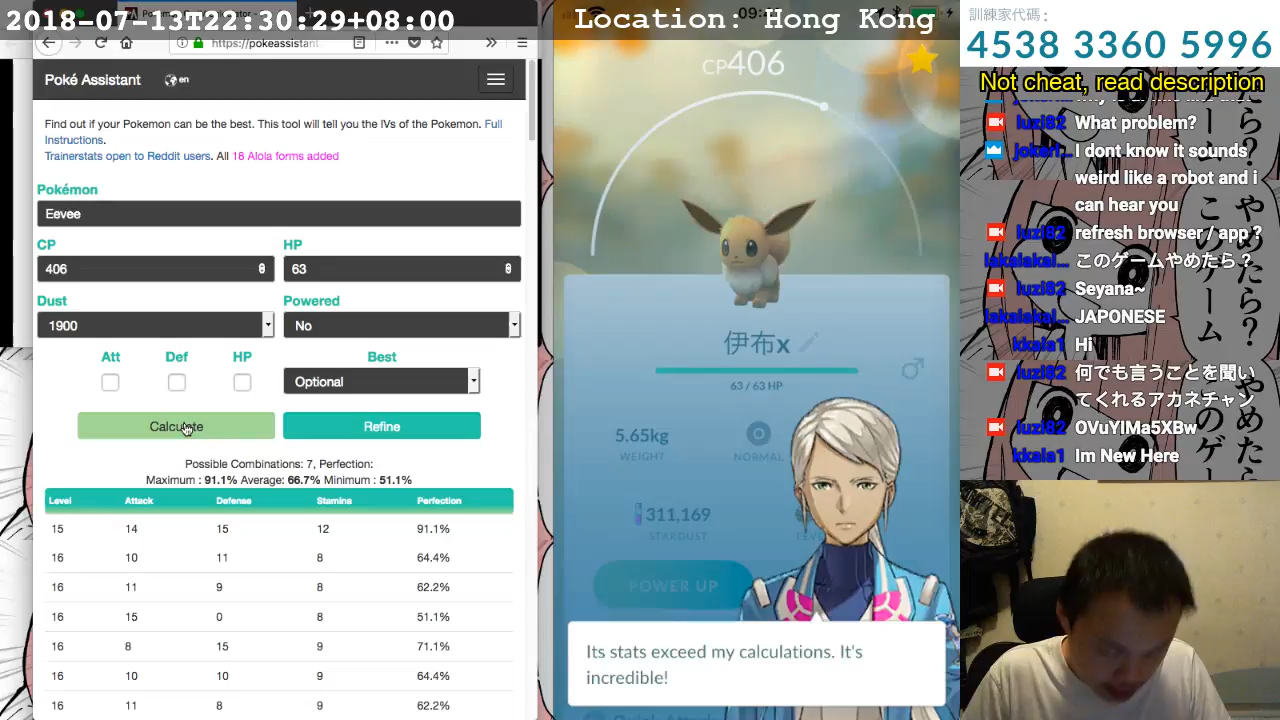 2018-07-13T22:30:29+08:00
https://pokeassistant
Poké Assistant
en
Find out if your Pokemon can be the best. This tool will tell you the IVs of the Pokemon. Full
Instructions.
Trainerstats open to Reddit users. All 16 Alola forms added
Pokémon
Eevee
CP
HP
406
63
Dust
Powered
1900
No
Att
Def
HP
Best
Optional
Calculate
Refine
Possible Combinations: 7, Perfection:
Maximum : 91.1% Average: 66.7% Minimum : 51.1%
Level Attack Defense Stamina Perfection
15 14 15 12 91.1%
16 10 11 8 64.4%
16 11 9 8 62.2%
16 15 0 8 51.1%
16 8 15 9 71.1%
16 10 10 9 64.4%
16 11 8 9 62.2%
Location: Hong Kong
CP406
伊布x
63 / 63 HP
5.65kg
WEIGHT
NORMAL
311,169
STARDUST
POWER UP
Its stats exceed my calculations. It's
incredible!
Quick Attack
訓練家代碼：
4538 3360 5996
Not cheat, read description
luzi82 What problem?
jokerl... I dont know it sounds
weird like a robot and i
can hear you
luzi82 refresh browser / app ?
lakalakal... このゲームやめたら？
luzi82 Seyana~
lakalakal... JAPONESE
kkala1 Hi
luzi82 何でも言うことを聞い
てくれるアカネチャン
luzi82 OVuYIMa5XBw
kkala1 Im New Here